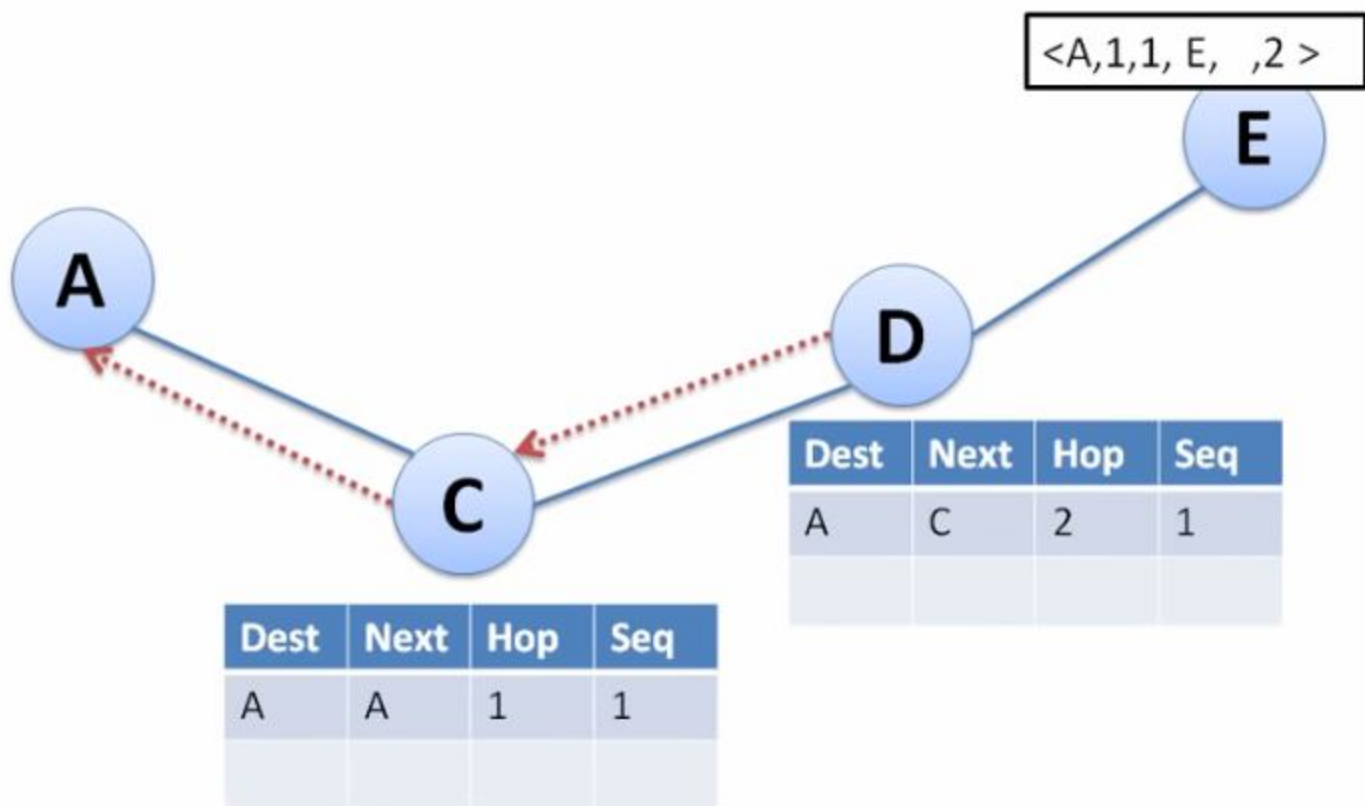 <A,1,1, E, ,2 >
E
A
D
C
Dest Next Hop Seq
A C 2 1
Dest Next Hop Seq
A A 1 1